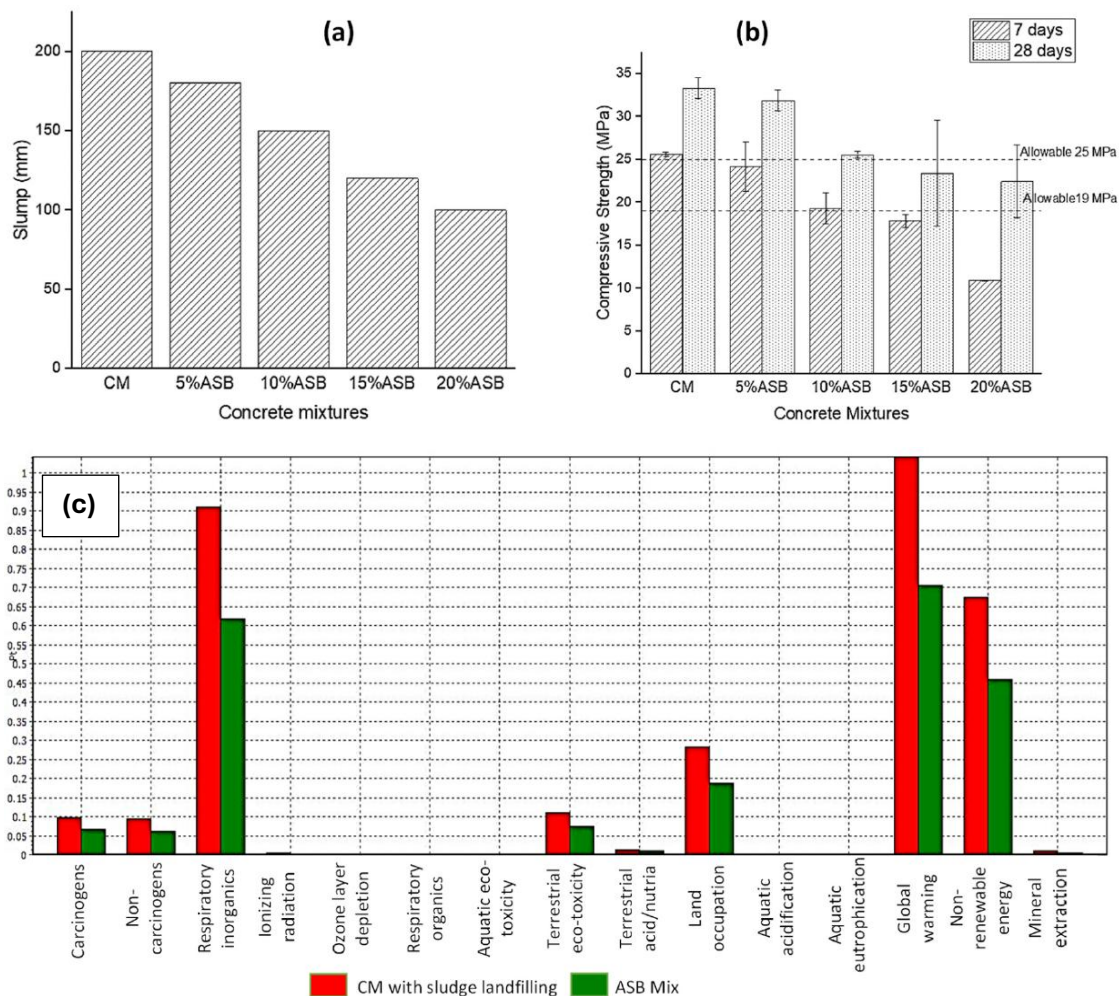 (a)
Slump (mm)
200
150
100
50
0
CM 5%ASB 10%ASB 15%ASB 20%ASB
Concrete mixtures
(b)
7 days
28 days
Compressive Strength (MPa)
35
30
25
20
15
10
5
0
Allowable 25 MPa
Allowable19 MPa
CM 5%ASB 10%ASB 15%ASB 20%ASB
Concrete Mixtures
(c)
Pt
1
0.95
0.9
0.85
0.8
0.75
0.7
0.65
0.6
0.55
0.5
0.45
0.4
0.35
0.3
0.25
0.2
0.15
0.1
0.05
0
Carcinogens
Non-
carcinogens
Respiratory
inorganics
Ionizing
radiation
Ozone layer
depletion
Respiratory
organics
Aquatic eco-
toxicity
Terrestrial
eco-toxicity
Terrestrial
acid/nutria
Land
occupation
Aquatic
acidification
Aquatic
eutrophication
Global
warming
Non-
renewable
energy
Mineral
extraction
CM with sludge landfilling ASB Mix